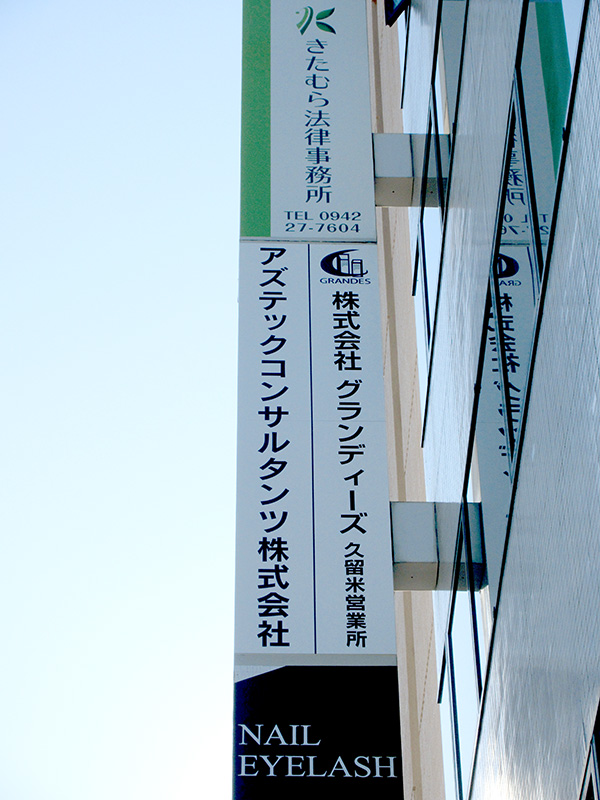 きたむら法律事務所
TEL 0942
27-7604
GRANDES
株式会社 グランディーズ 久留米営業所
アズテックコンサルタンツ株式会社
NAIL
EYELASH